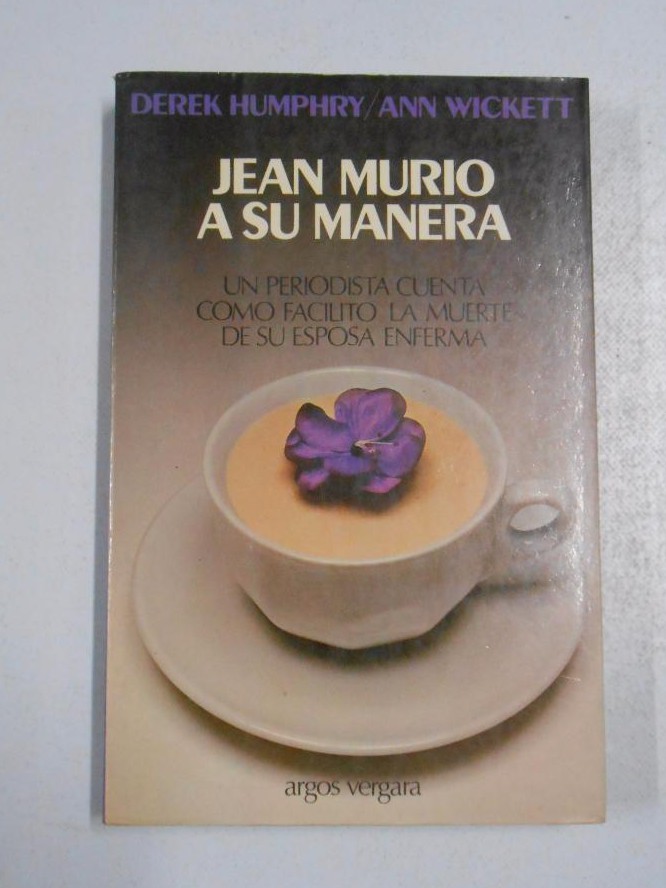 DEREK HUMPHRY/ANN WICKETT
JEAN MURIO
A SU MANERA
UN PERIODISTA CUENTA
COMO FACILITO LA MUERTE
DE SU ESPOSA ENFERMA
argos vergara